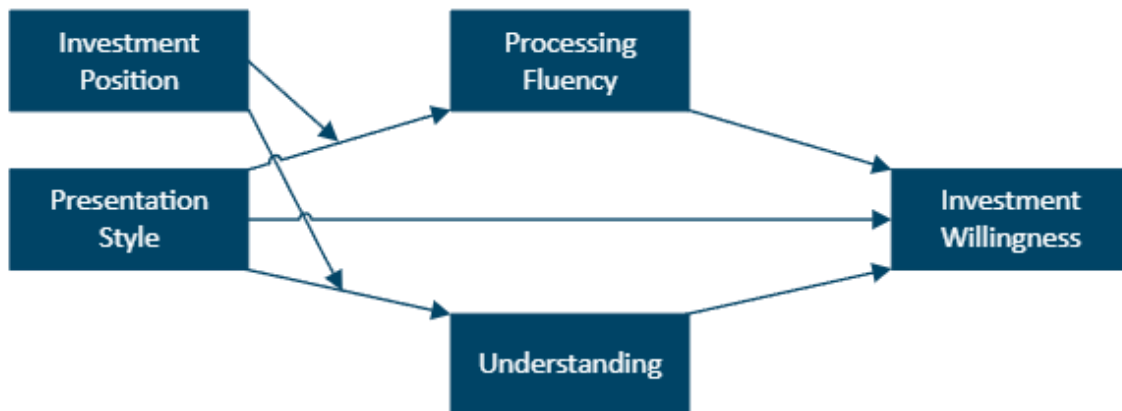 Investment
Position
Processing
Fluency
Presentation
Style
Investment
Willingness
Understanding